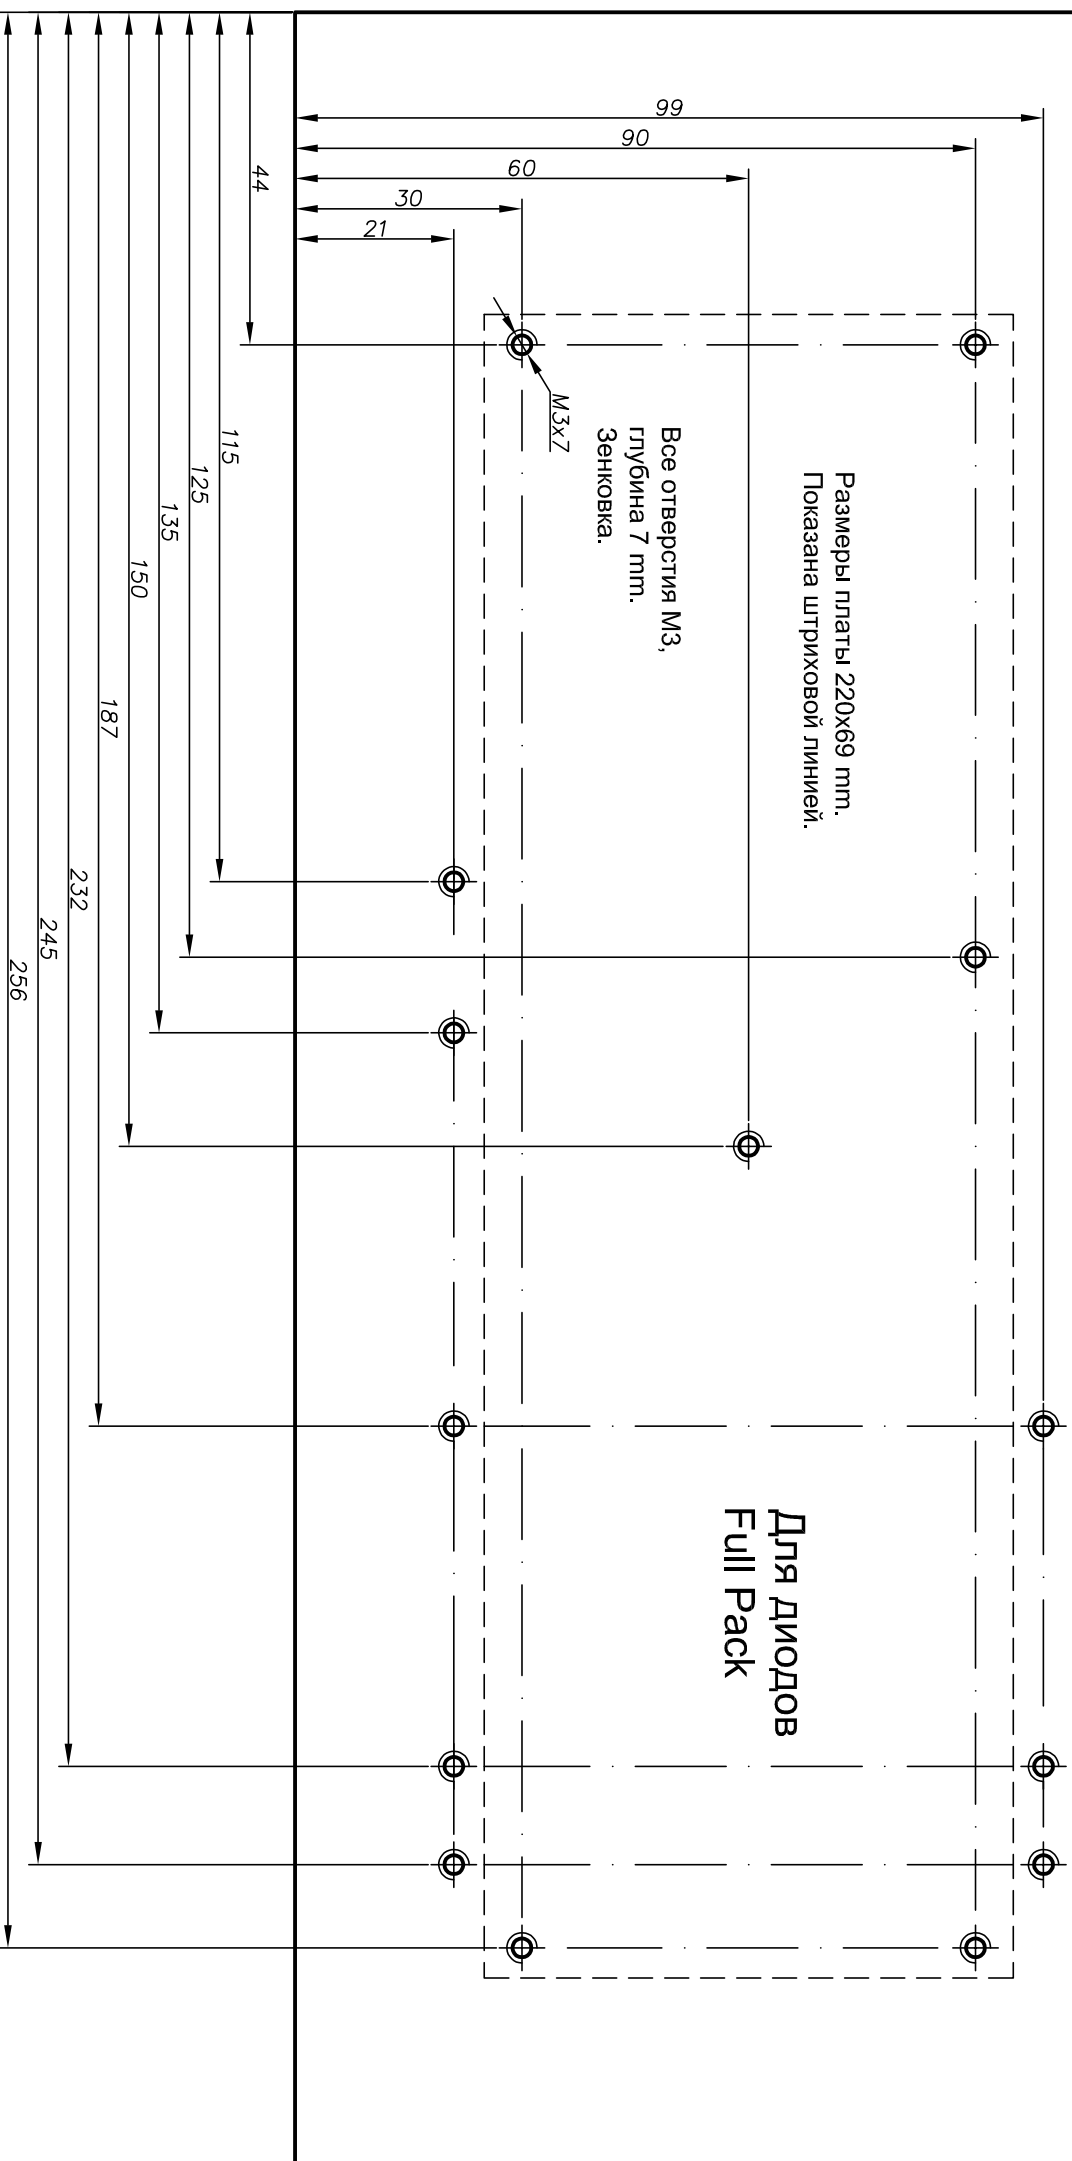 99
90
60
30
21
44
115
125
135
150
187
232
245
256
M3x7
Размеры платы 220x69 mm.
Показана штриховой линией.
Все отверстия М3,
глубина 7 mm.
Зенковка.
Для диодов
Full Pack